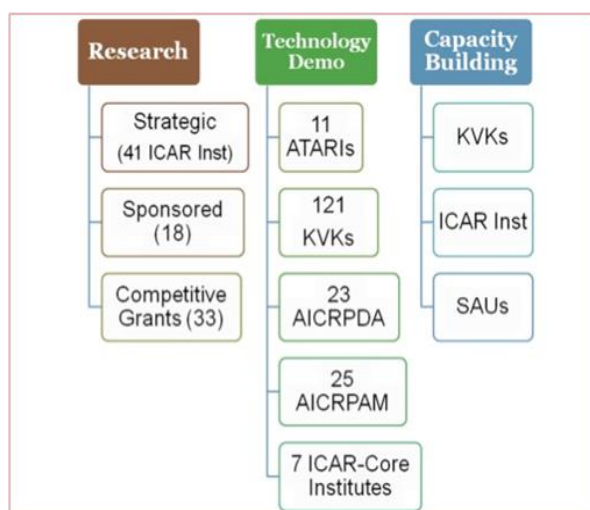 Research
Strategic
(41 ICAR Inst)
Sponsored
(18)
Competitive
Grants (33)
Technology
Demo
11
ATARIs
121
KVKs
23
AICRPDA
25
AICRPAM
7 ICAR-Core
Institutes
Capacity
Building
KVKs
ICAR Inst
SAUs